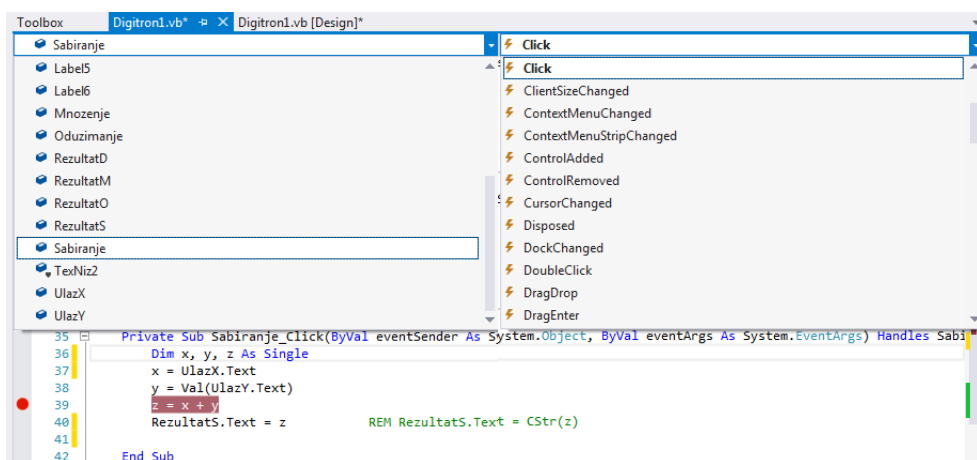 Toolbox Digitron1.vb* Digitron1.vb [Design]*
Sabiranje
Label5
Label6
Mnozenje
Oduzimanje
RezultatD
RezultatM
RezultatO
RezultatS
Sabiranje
TexNiz2
UlazX
UlazY
Click
Click
ClientSizeChanged
ContextMenuChanged
ContextMenuStripChanged
ControlAdded
ControlRemoved
CursorChanged
Disposed
DockChanged
DoubleClick
DragDrop
DragEnter
35 Private Sub Sabiranje_Click(ByVal eventSender As System.Object, ByVal eventArgs As System.EventArgs) Handles Sabi
36 Dim x, y, z As Single
37 x = UlazX.Text
38 y = Val(UlazY.Text)
39 z = x + y
40 RezultatS.Text = z REM RezultatS.Text = CStr(z)
41
42 End Sub